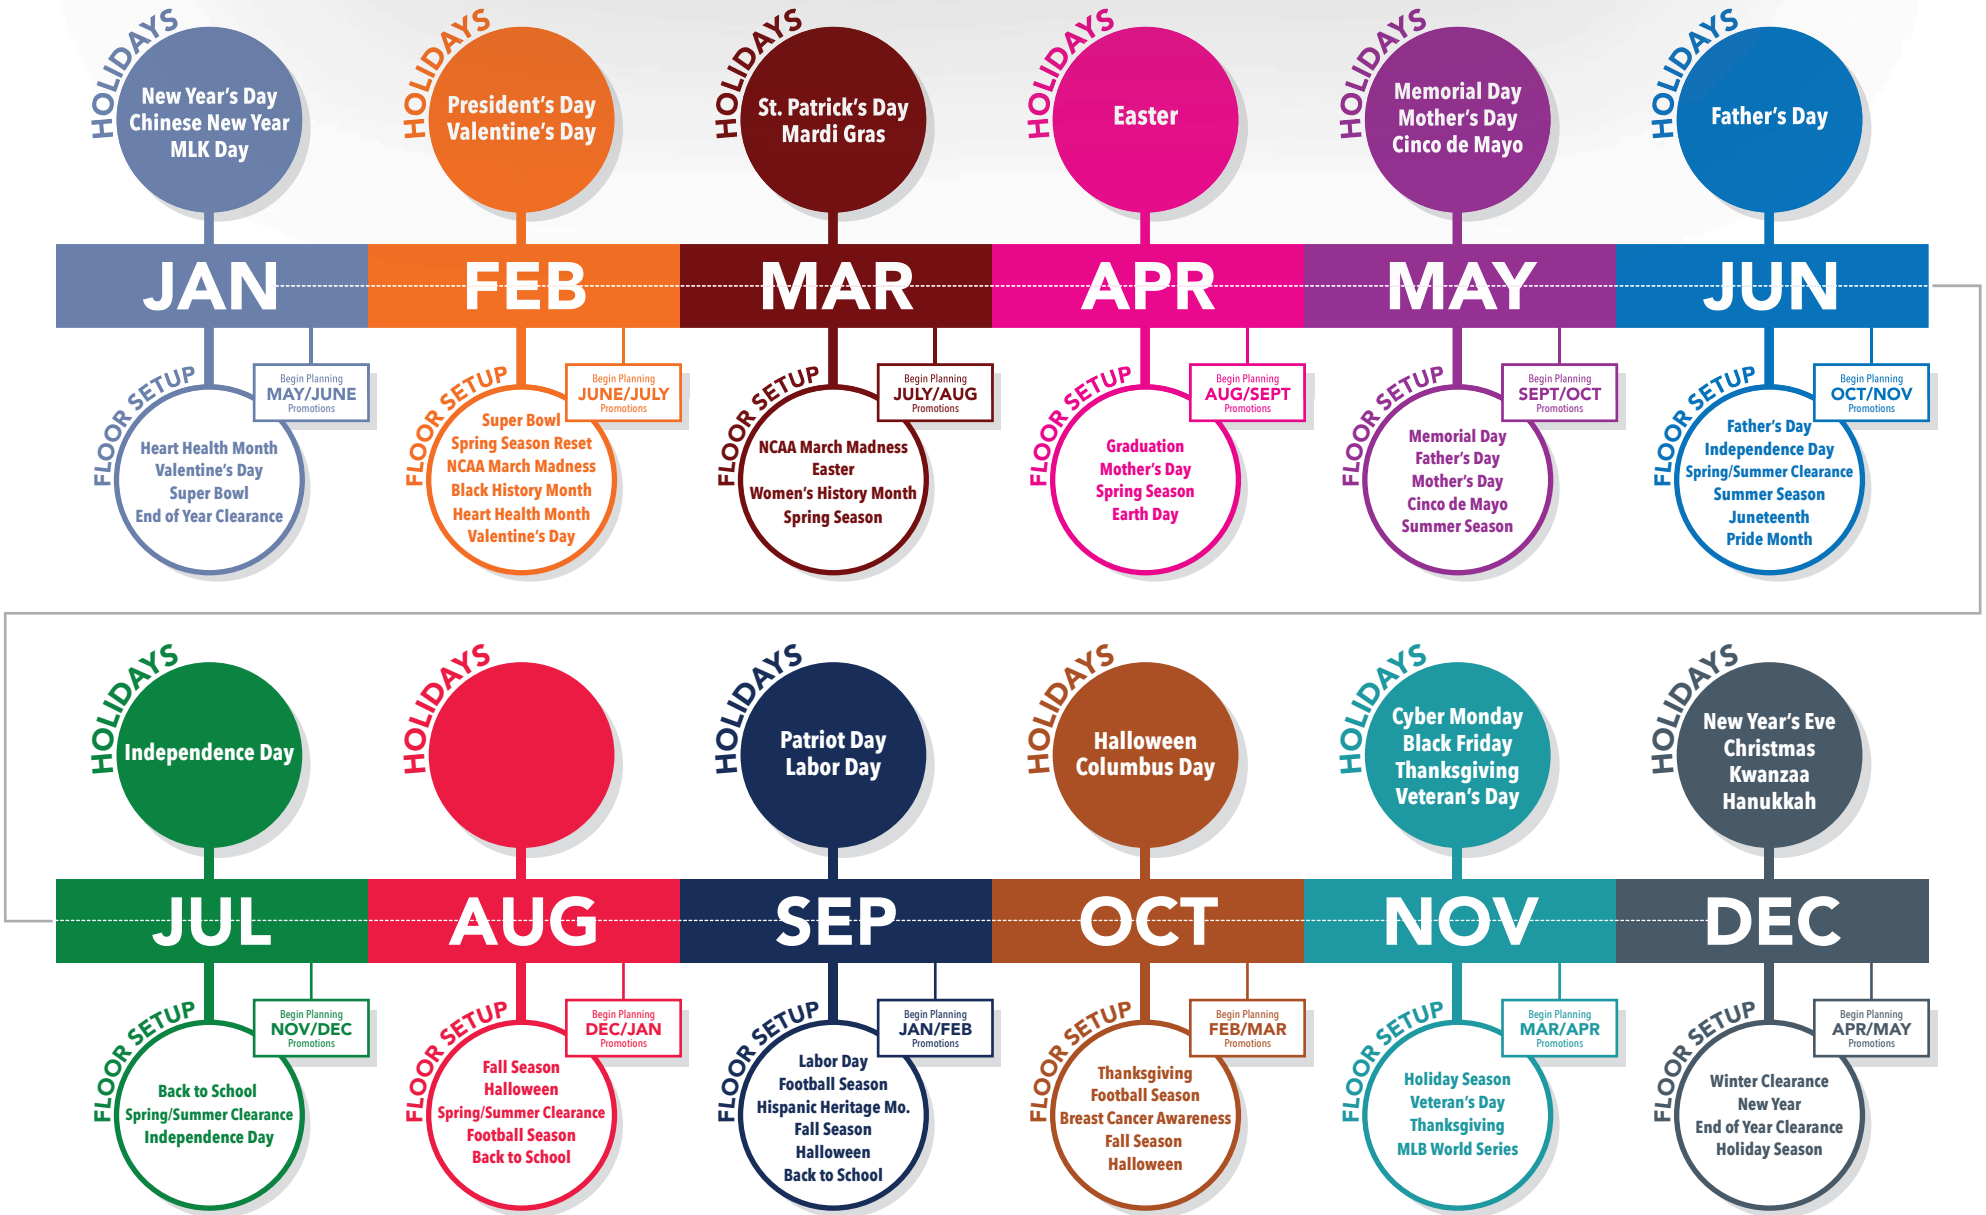 HOLIDAYS
New Year's Day
Chinese New Year
MLK Day
JAN
Begin Planning
MAY/JUNE
Promotions
FLOOR SETUP
Heart Health Month
Valentine's Day
Super Bowl
End of Year Clearance
HOLIDAYS
President's Day
Valentine's Day
FEB
Begin Planning
JUNE/JULY
Promotions
FLOOR SETUP
Super Bowl
Spring Season Reset
NCAA March Madness
Black History Month
Heart Health Month
Valentine's Day
HOLIDAYS
St. Patrick's Day
Mardi Gras
MAR
Begin Planning
JULY/AUG
Promotions
FLOOR SETUP
NCAA March Madness
Easter
Women's History Month
Spring Season
HOLIDAYS
Easter
APR
Begin Planning
AUG/SEPT
Promotions
FLOOR SETUP
Graduation
Mother's Day
Spring Season
Earth Day
HOLIDAYS
Memorial Day
Mother's Day
Cinco de Mayo
MAY
Begin Planning
SEPT/OCT
Promotions
FLOOR SETUP
Memorial Day
Father's Day
Mother's Day
Cinco de Mayo
Summer Season
HOLIDAYS
Father's Day
JUN
Begin Planning
OCT/NOV
Promotions
FLOOR SETUP
Father's Day
Independence Day
Spring/Summer Clearance
Summer Season
Juneteenth
Pride Month
HOLIDAYS
Independence Day
JUL
Begin Planning
NOV/DEC
Promotions
FLOOR SETUP
Back to School
Spring/Summer Clearance
Independence Day
HOLIDAYS
AUG
Begin Planning
DEC/JAN
Promotions
FLOOR SETUP
Fall Season
Halloween
Spring/Summer Clearance
Football Season
Back to School
HOLIDAYS
Patriot Day
Labor Day
SEP
Begin Planning
JAN/FEB
Promotions
FLOOR SETUP
Labor Day
Football Season
Hispanic Heritage Mo.
Fall Season
Halloween
Back to School
HOLIDAYS
Halloween
Columbus Day
OCT
Begin Planning
FEB/MAR
Promotions
FLOOR SETUP
Thanksgiving
Football Season
Breast Cancer Awareness
Fall Season
Halloween
HOLIDAYS
Cyber Monday
Black Friday
Thanksgiving
Veteran's Day
NOV
Begin Planning
MAR/APR
Promotions
FLOOR SETUP
Holiday Season
Veteran's Day
Thanksgiving
MLB World Series
HOLIDAYS
New Year's Eve
Christmas
Kwanzaa
Hanukkah
DEC
Begin Planning
APR/MAY
Promotions
FLOOR SETUP
Winter Clearance
New Year
End of Year Clearance
Holiday Season